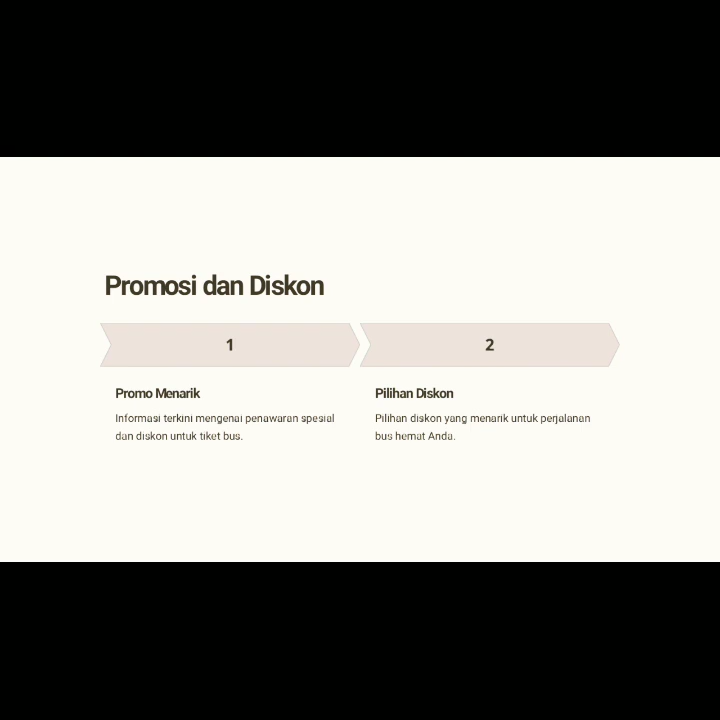 Promosi dan Diskon
1
2
Promo Menarik
Informasi terkini mengenai penawaran spesial
dan diskon untuk tiket bus.
Pilihan Diskon
Pilihan diskon yang menarik untuk perjalanan
bus hemat Anda.